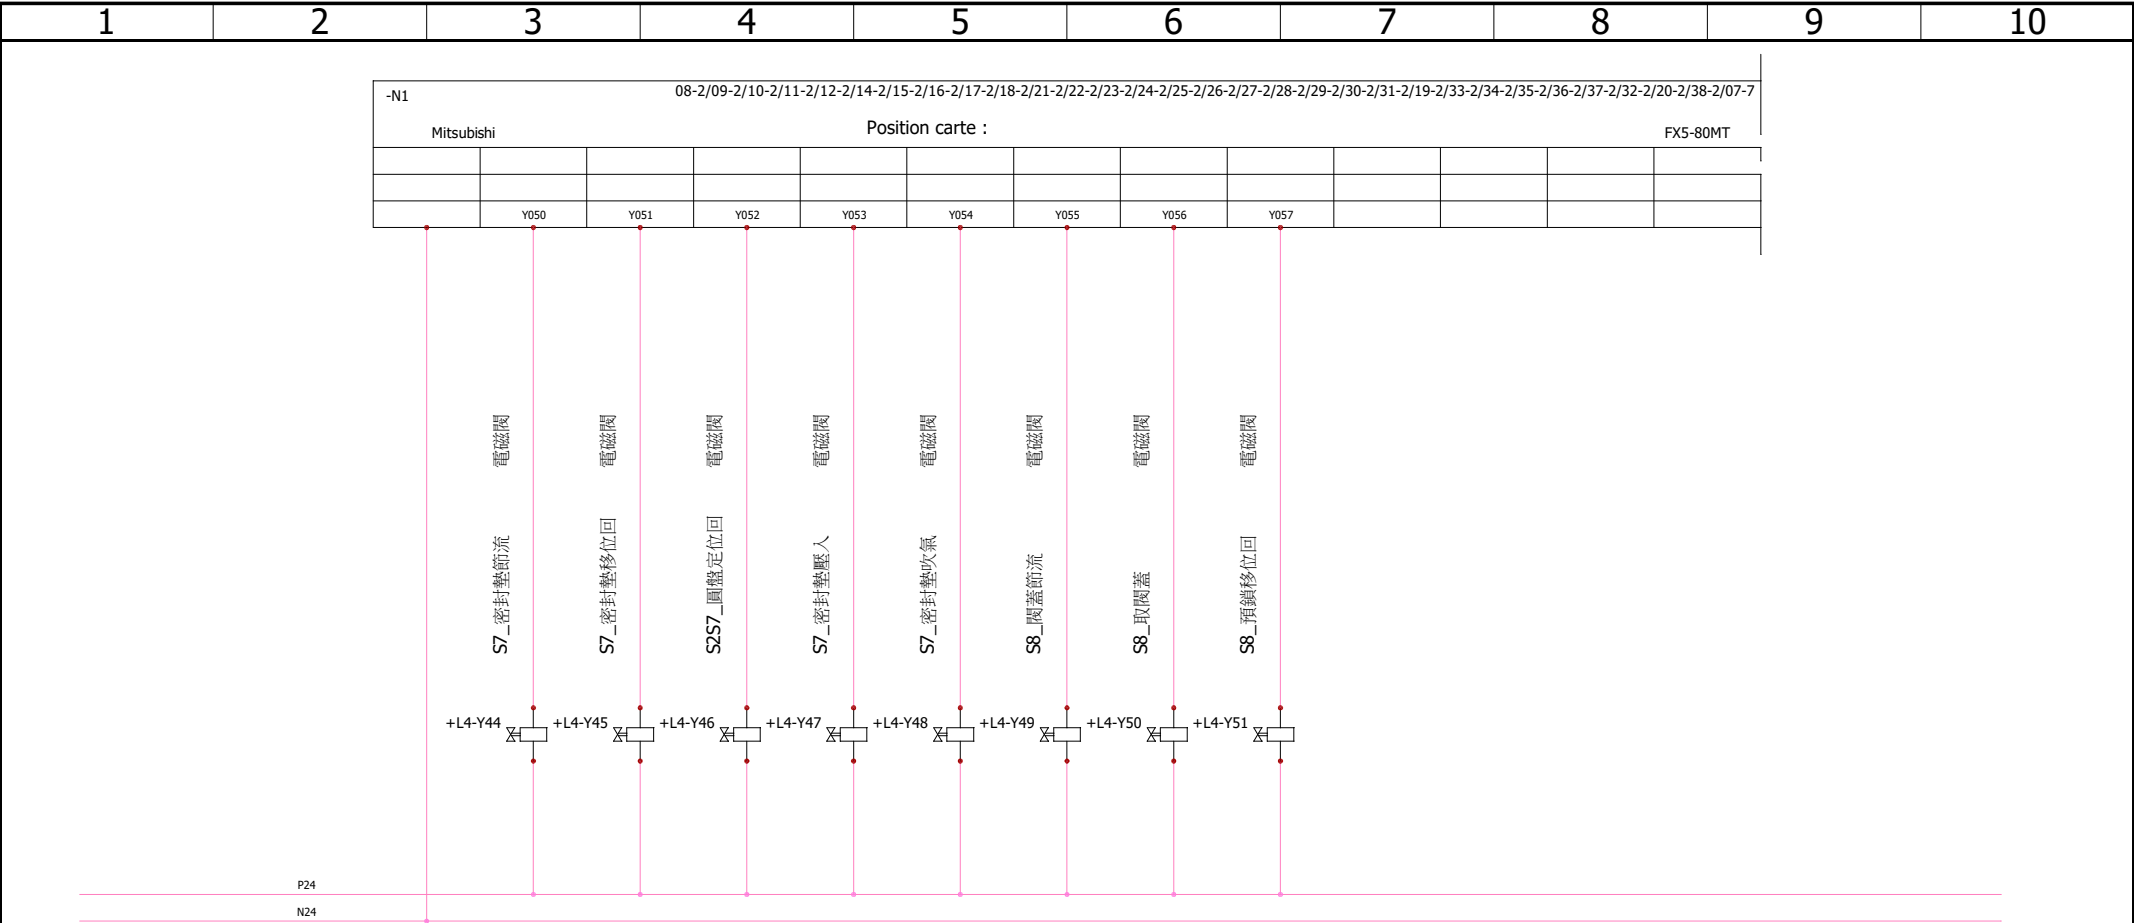 1 2 3 4 5 6 7 8 9 10
-N1 08-2/09-2/10-2/11-2/12-2/14-2/15-2/16-2/17-2/18-2/21-2/22-2/23-2/24-2/25-2/26-2/27-2/28-2/29-2/30-2/31-2/19-2/33-2/34-2/35-2/36-2/37-2/32-2/20-2/38-2/07-7
Mitsubishi Position carte : FX5-80MT
Y050 Y051 Y052 Y053 Y054 Y055 Y056 Y057
S7_密封墊節流 電磁閥
S7_密封墊移位回 電磁閥
S2S7_圓盤定位回 電磁閥
S7_密封墊壓入 電磁閥
S7_密封墊吹氣 電磁閥
S8_閥蓋節流 電磁閥
S8_取閥蓋 電磁閥
S8_預鎖移位回 電磁閥
+L4-Y44 +L4-Y45 +L4-Y46 +L4-Y47 +L4-Y48 +L4-Y49 +L4-Y50 +L4-Y51
P24
N24